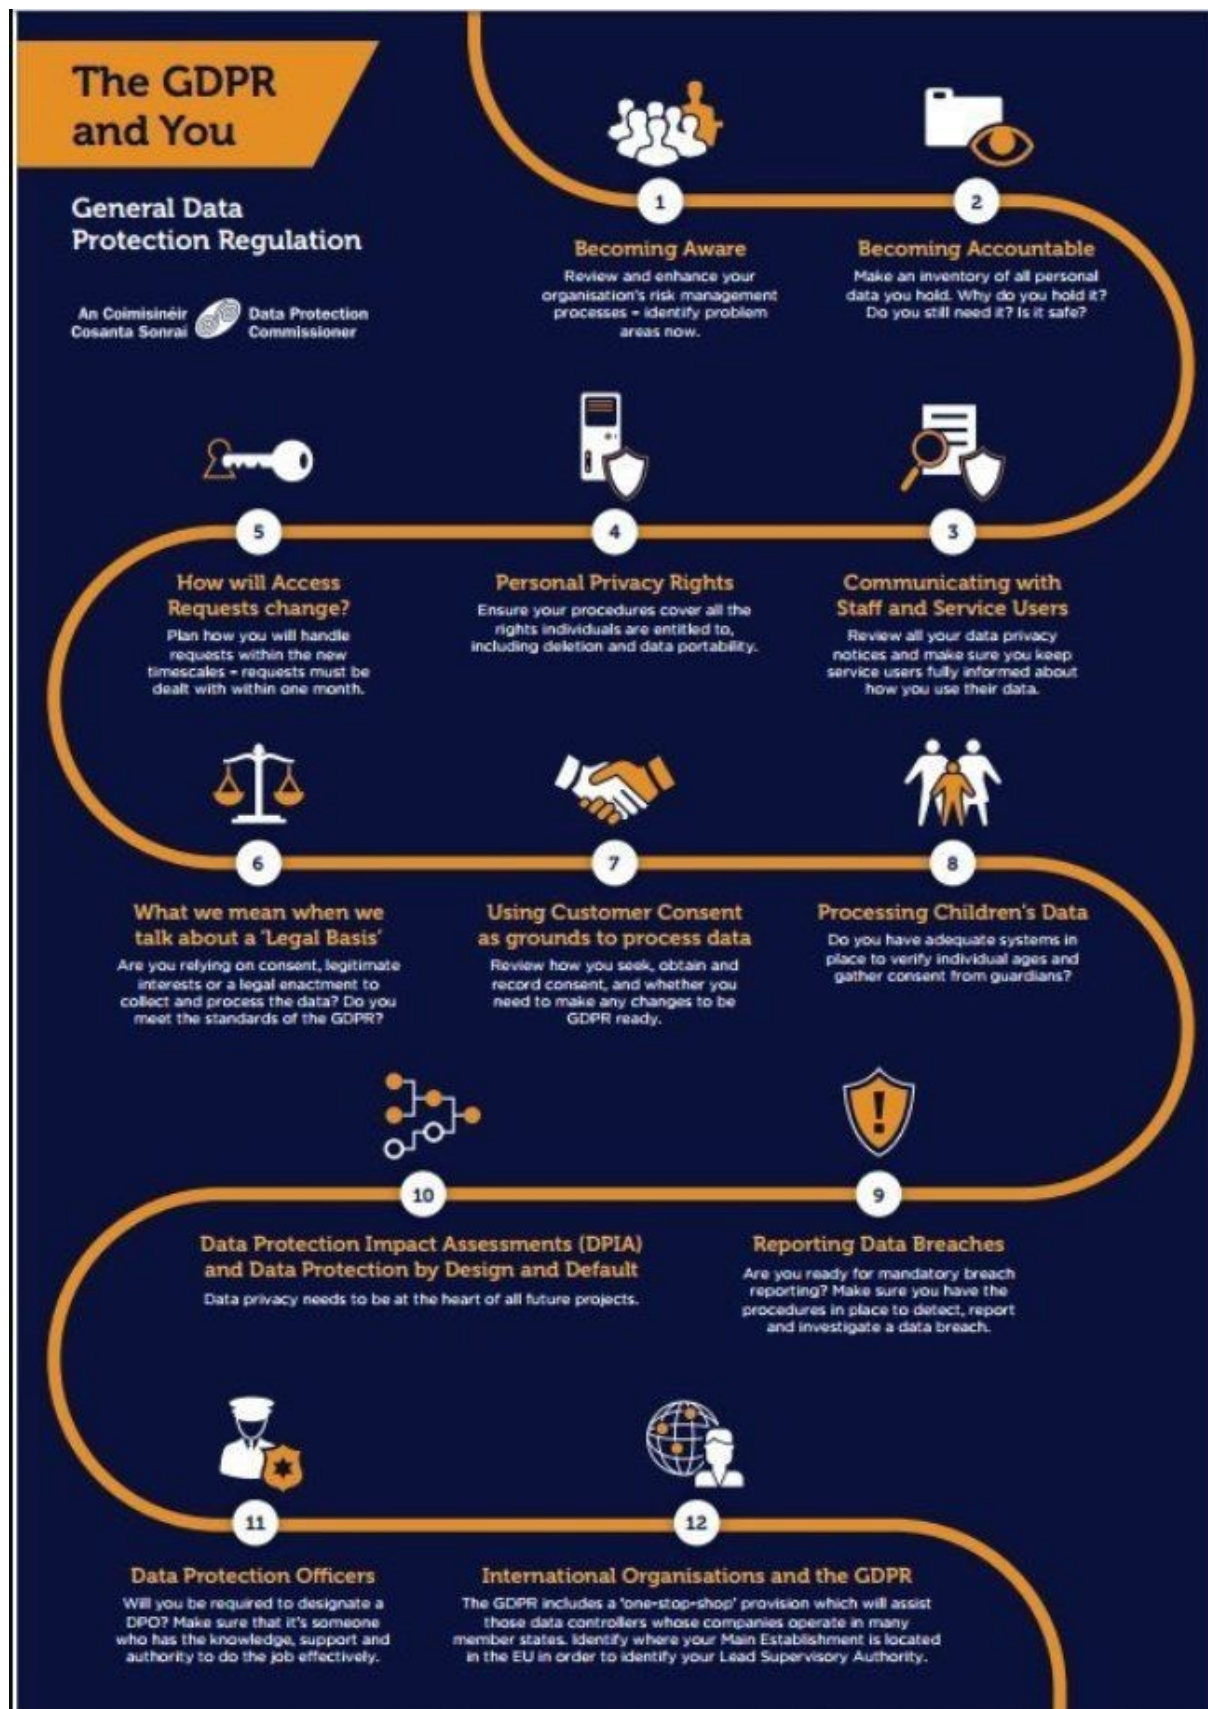 The GDPR
and You
General Data
Protection Regulation
An Coimisinéir
Cosanta Sonraí
Data Protection
Commissioner
1
Becoming Aware
Review and enhance your
organisation's risk management
processes - identify problem
areas now.
2
Becoming Accountable
Make an inventory of all personal
data you hold. Why do you hold it?
Do you still need it? Is it safe?
3
Communicating with
Staff and Service Users
Review all your data privacy
notices and make sure you keep
service users fully informed about
how you use their data.
4
Personal Privacy Rights
Ensure your procedures cover all the
rights individuals are entitled to,
including deletion and data portability.
5
How will Access
Requests change?
Plan how you will handle
requests within the new
timescales - requests must be
dealt with within one month.
6
What we mean when we
talk about a 'Legal Basis'
Are you relying on consent, legitimate
interests or a legal enactment to
collect and process the data? Do you
meet the standards of the GDPR?
7
Using Customer Consent
as grounds to process data
Review how you seek, obtain and
record consent, and whether you
need to make any changes to be
GDPR ready.
8
Processing Children's Data
Do you have adequate systems in
place to verify individual ages and
gather consent from guardians?
9
Reporting Data Breaches
Are you ready for mandatory breach
reporting? Make sure you have the
procedures in place to detect, report
and investigate a data breach.
10
Data Protection Impact Assessments (DPIA)
and Data Protection by Design and Default
Data privacy needs to be at the heart of all future projects.
11
Data Protection Officers
Will you be required to designate a
DPO? Make sure that it's someone
who has the knowledge, support and
authority to do the job effectively.
12
International Organisations and the GDPR
The GDPR includes a 'one-stop-shop' provision which will assist
those data controllers whose companies operate in many
member states. Identify where your Main Establishment is located
in the EU in order to identify your Lead Supervisory Authority.